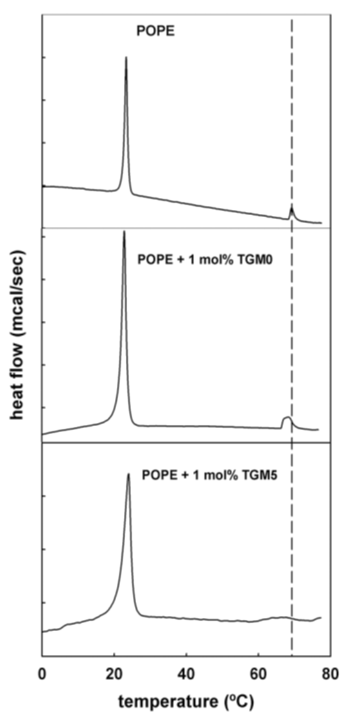 POPE
POPE + 1 mol% TGM0
POPE + 1 mol% TGM5
heat flow (mcal/sec)
0 20 40 60 80
temperature (ºC)